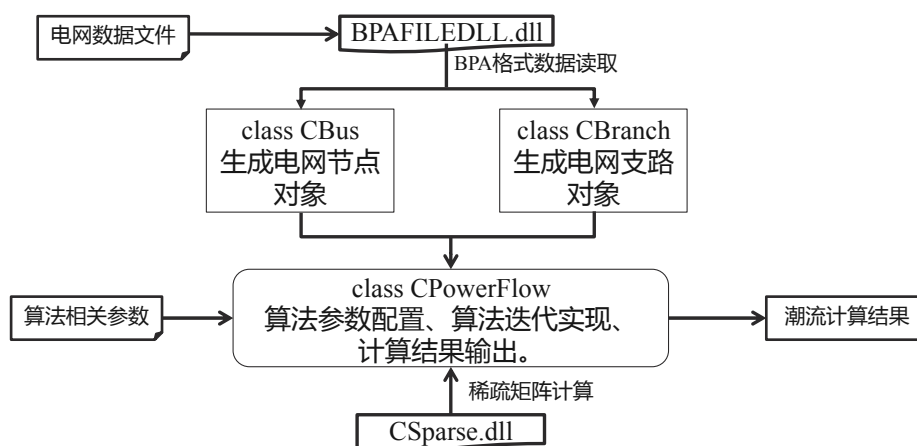 电网数据文件
BPAFILEDLL.dll
BPA格式数据读取
class CBus
生成电网节点
对象
class CBranch
生成电网支路
对象
算法相关参数
class CPowerFlow
算法参数配置、算法迭代实现、
计算结果输出。
潮流计算结果
稀疏矩阵计算
CSparse.dll